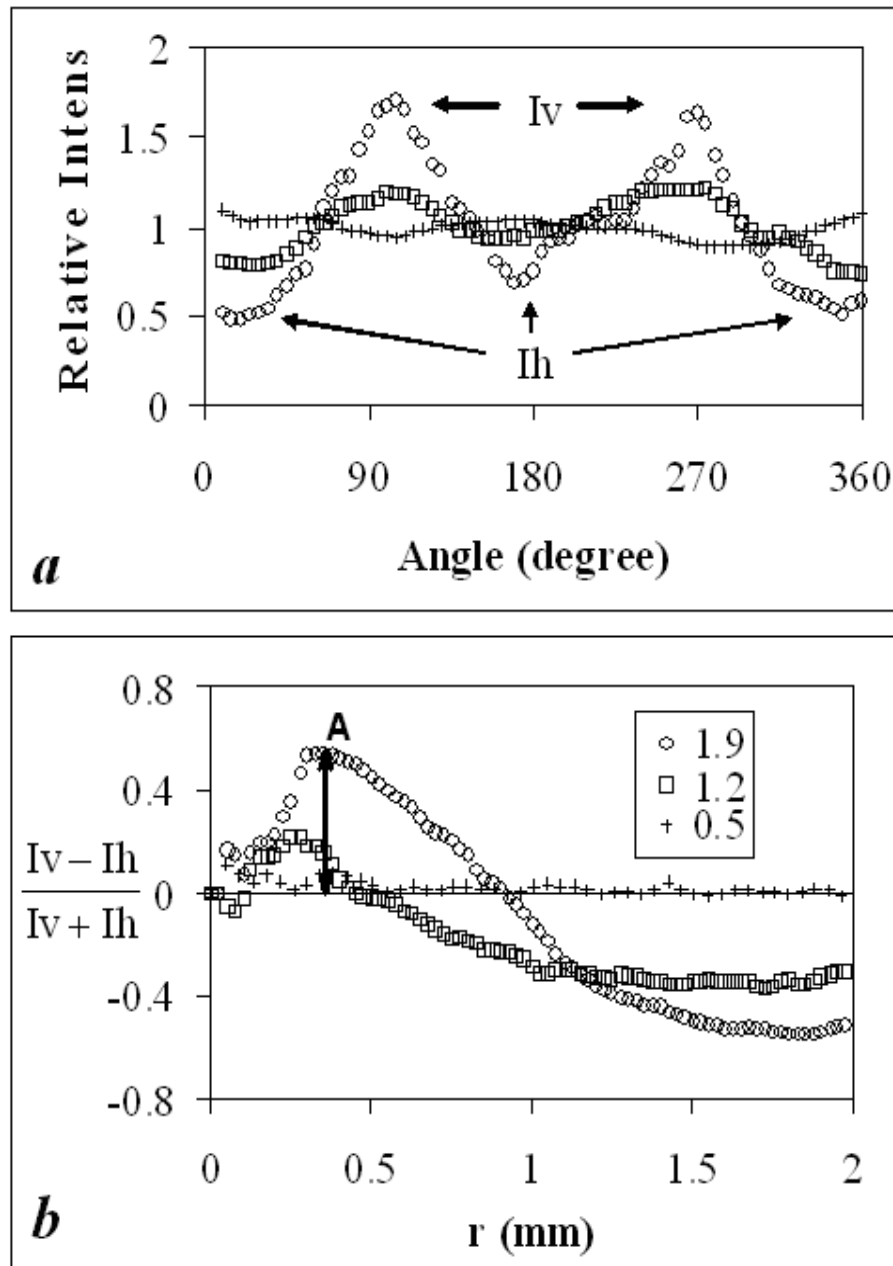 Relative Intens
2
1.5
1
0.5
0
Iv
Ih
0 90 180 270 360
Angle (degree)
a
Iv – Ih
Iv + Ih
0.8
0.4
0
-0.4
-0.8
A
1.9
1.2
0.5
0 0.5 1 1.5 2
r (mm)
b